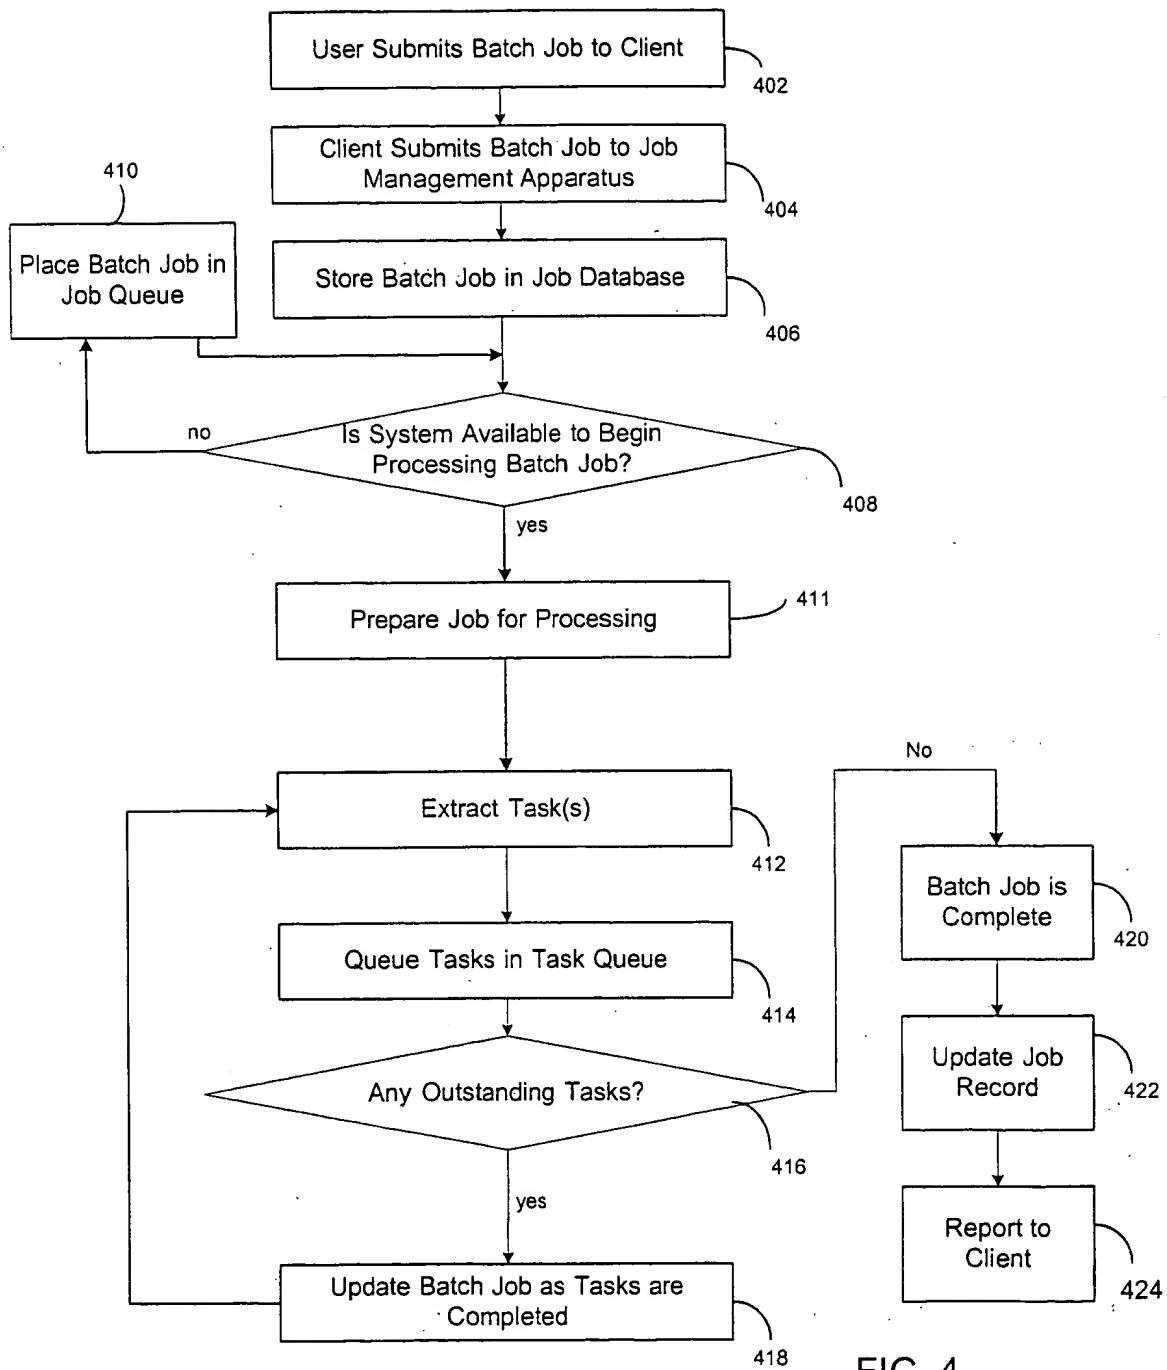 User Submits Batch Job to Client
402
Client Submits Batch Job to Job
Management Apparatus
404
410
Place Batch Job in
Job Queue
Store Batch Job in Job Database
406
no
Is System Available to Begin
Processing Batch Job?
408
yes
Prepare Job for Processing
411
No
Extract Task(s)
412
Batch Job is
Complete
420
Queue Tasks in Task Queue
414
Update Job
Record
422
Any Outstanding Tasks?
416
yes
Report to
Client
424
Update Batch Job as Tasks are
Completed
418
FIG. 4